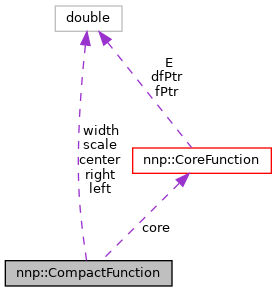 double
E
dfPtr
fPtr
width
scale
center
right
left
nnp::CoreFunction
core
nnp::CompactFunction